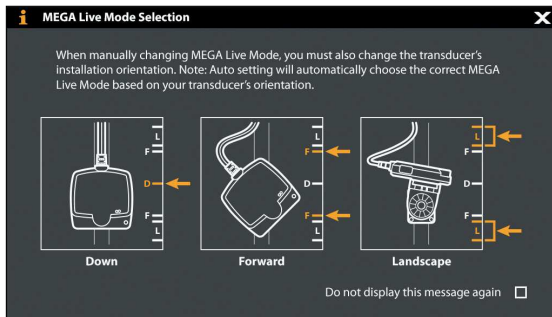 i MEGA Live Mode Selection X
When manually changing MEGA Live Mode, you must also change the transducer's
installation orientation. Note: Auto setting will automatically choose the correct MEGA
Live Mode based on your transducer's orientation.
L
F
D
F
L
L
F
D
F
L
L
F
D
F
L
Down
Forward
Landscape
Do not display this message again